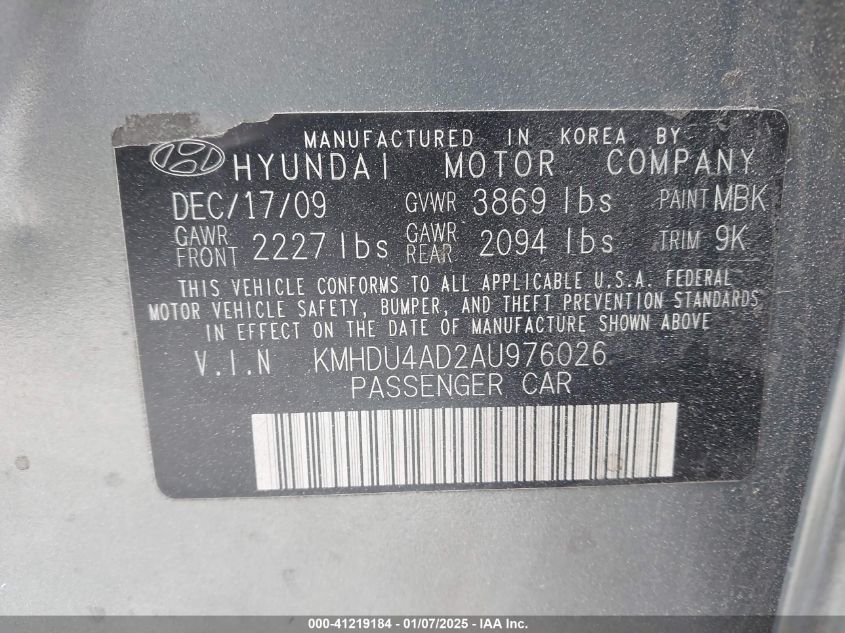 MANUFACTURED IN KOREA BY
HYUNDAI MOTOR COMPANY
DEC/17/09 GVWR 3869 lbs PAINT MBK
GAWR FRONT 2227 lbs GAWR REAR 2094 lbs TRIM 9K
THIS VEHICLE CONFORMS TO ALL APPLICABLE U.S.A. FEDERAL
MOTOR VEHICLE SAFETY, BUMPER, AND THEFT PREVENTION STANDARDS
IN EFFECT ON THE DATE OF MANUFACTURE SHOWN ABOVE
V.I.N KMHDU4AD2AU976026
PASSENGER CAR
000-41219184 - 01/07/2025 - IAA Inc.